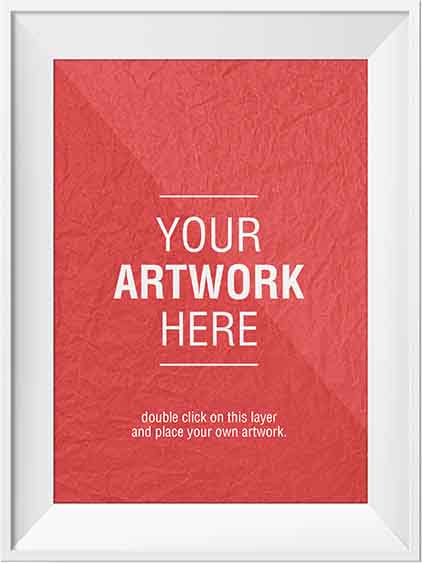 YOUR
ARTWORK
HERE
double click on this layer
and place your own artwork.